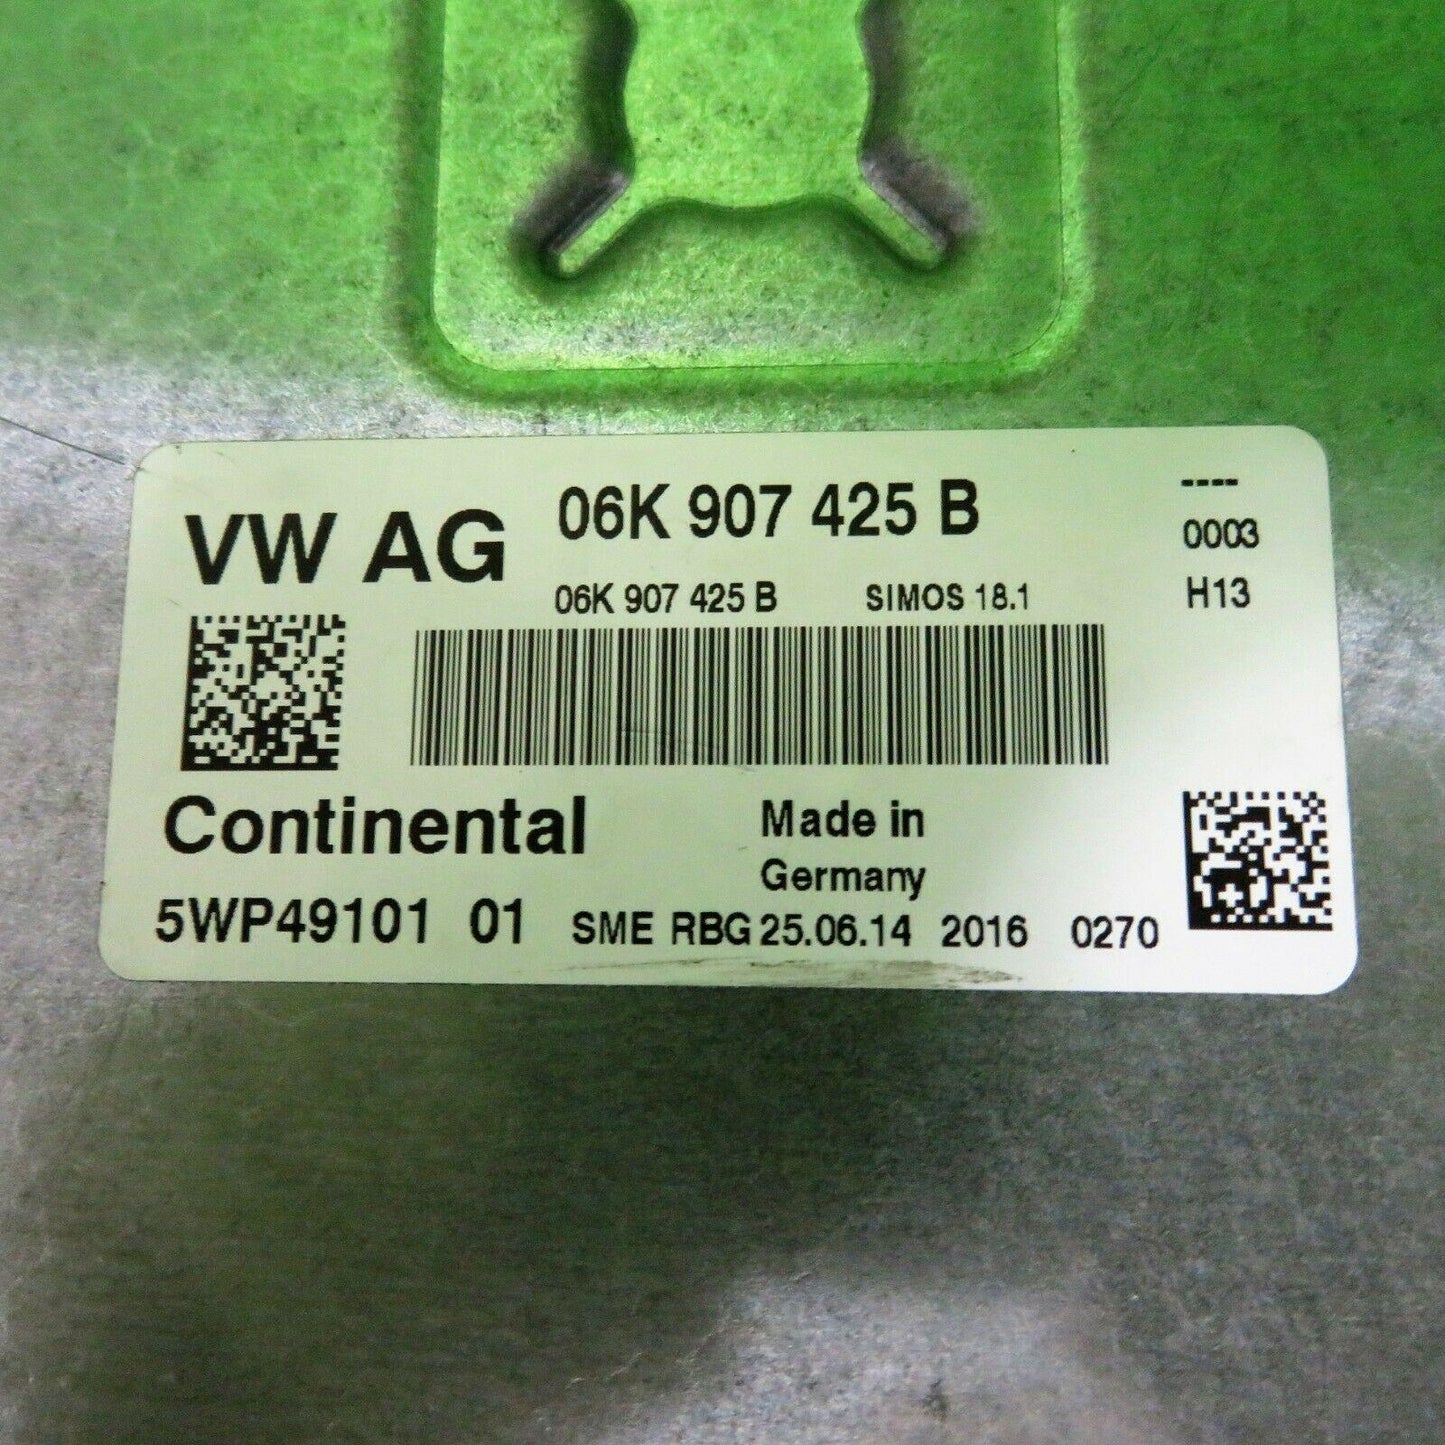 VW AG 06K 907 425 B ----
0003
06K 907 425 B SIMOS 18.1 H13
Continental Made in
Germany
5WP49101 01 SME RBG 25.06.14 2016 0270